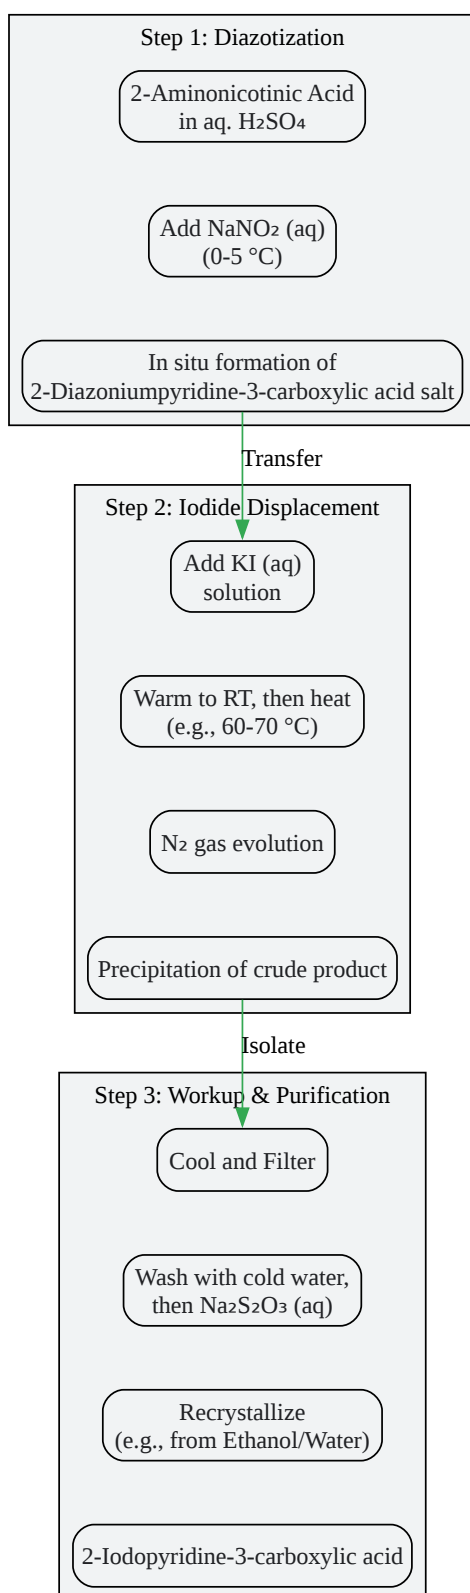 Step 1: Diazotization
2-Aminonicotinic Acid
in aq. H₂SO₄
Add NaNO₂ (aq)
(0-5 °C)
In situ formation of
2-Diazoniumpyridine-3-carboxylic acid salt
Transfer
Step 2: Iodide Displacement
Add KI (aq)
solution
Warm to RT, then heat
(e.g., 60-70 °C)
N₂ gas evolution
Precipitation of crude product
Isolate
Step 3: Workup & Purification
Cool and Filter
Wash with cold water,
then Na₂S₂O₃ (aq)
Recrystallize
(e.g., from Ethanol/Water)
2-Iodopyridine-3-carboxylic acid